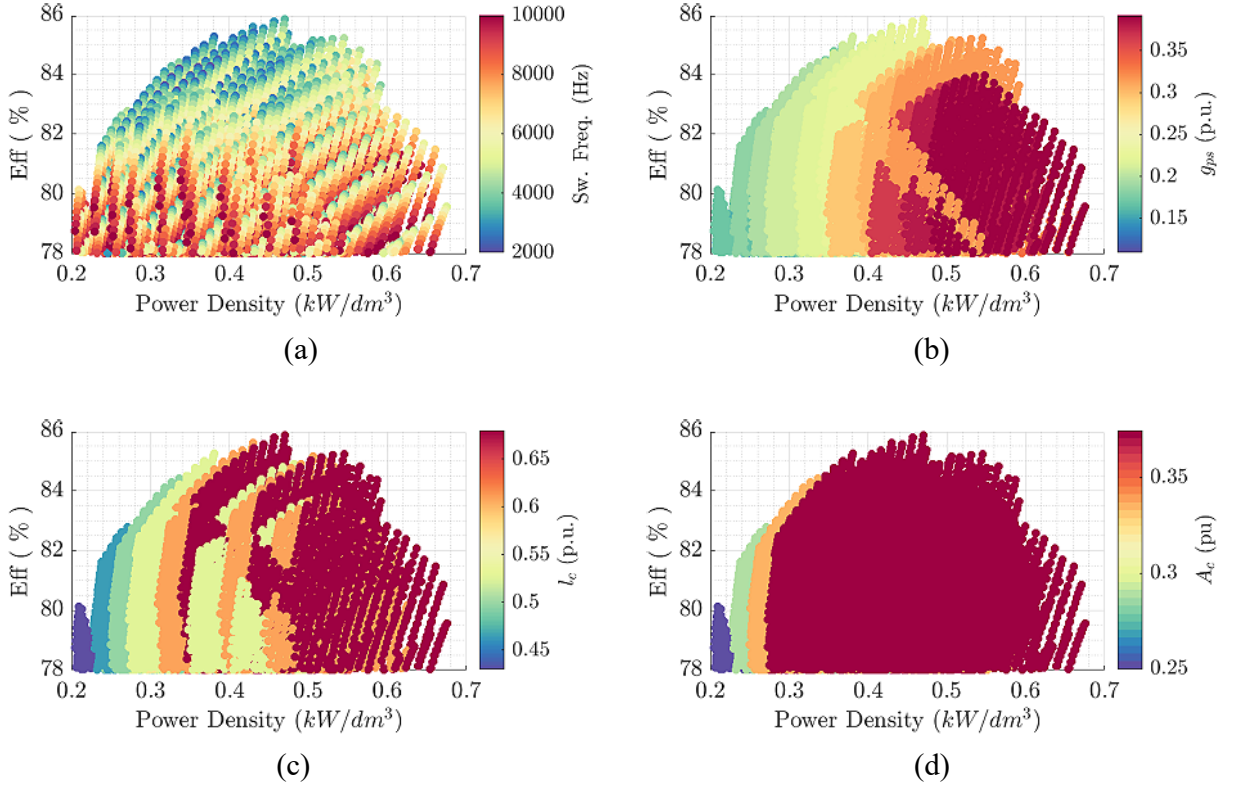 86
84
82
80
78
Eff ( % )
0.2 0.3 0.4 0.5 0.6 0.7
Power Density (kW/dm³)
10000
8000
6000
4000
2000
Sw. Freq. (Hz)
(a)
86
84
82
80
78
Eff ( % )
0.2 0.3 0.4 0.5 0.6 0.7
Power Density (kW/dm³)
0.35
0.3
0.25
0.2
0.15
g_ps (p.u.)
(b)
86
84
82
80
78
Eff ( % )
0.2 0.3 0.4 0.5 0.6 0.7
Power Density (kW/dm³)
0.65
0.6
0.55
0.5
0.45
l_c (p.u.)
(c)
86
84
82
80
78
Eff ( % )
0.2 0.3 0.4 0.5 0.6 0.7
Power Density (kW/dm³)
0.35
0.3
0.25
A_c (pu)
(d)